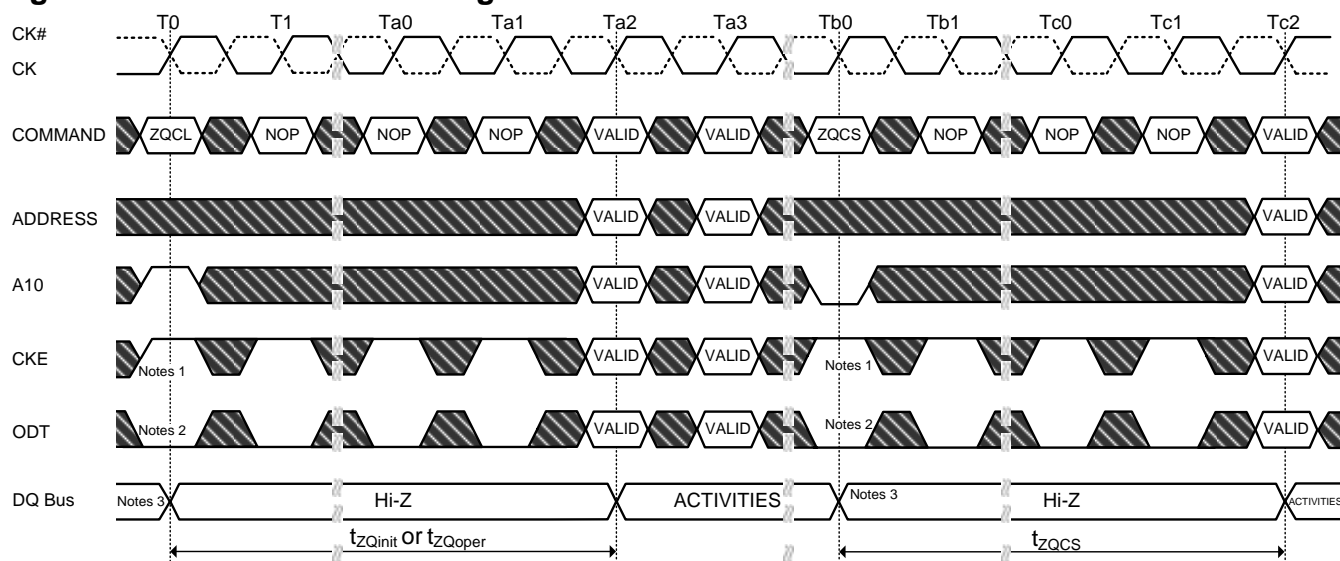 T0 T1 Ta0 Ta1 Ta2 Ta3 Tb0 Tb1 Tc0 Tc1 Tc2
CK#
CK
COMMAND ZQCL NOP NOP NOP VALID VALID ZQCS NOP NOP NOP VALID
ADDRESS VALID VALID VALID
A10 VALID VALID VALID
CKE Notes 1 VALID VALID Notes 1 VALID
ODT Notes 2 VALID VALID Notes 2 VALID
DQ Bus Notes 3 Hi-Z ACTIVITIES Notes 3 Hi-Z ACTIVITIES
tZQinit or tZQoper tZQCS